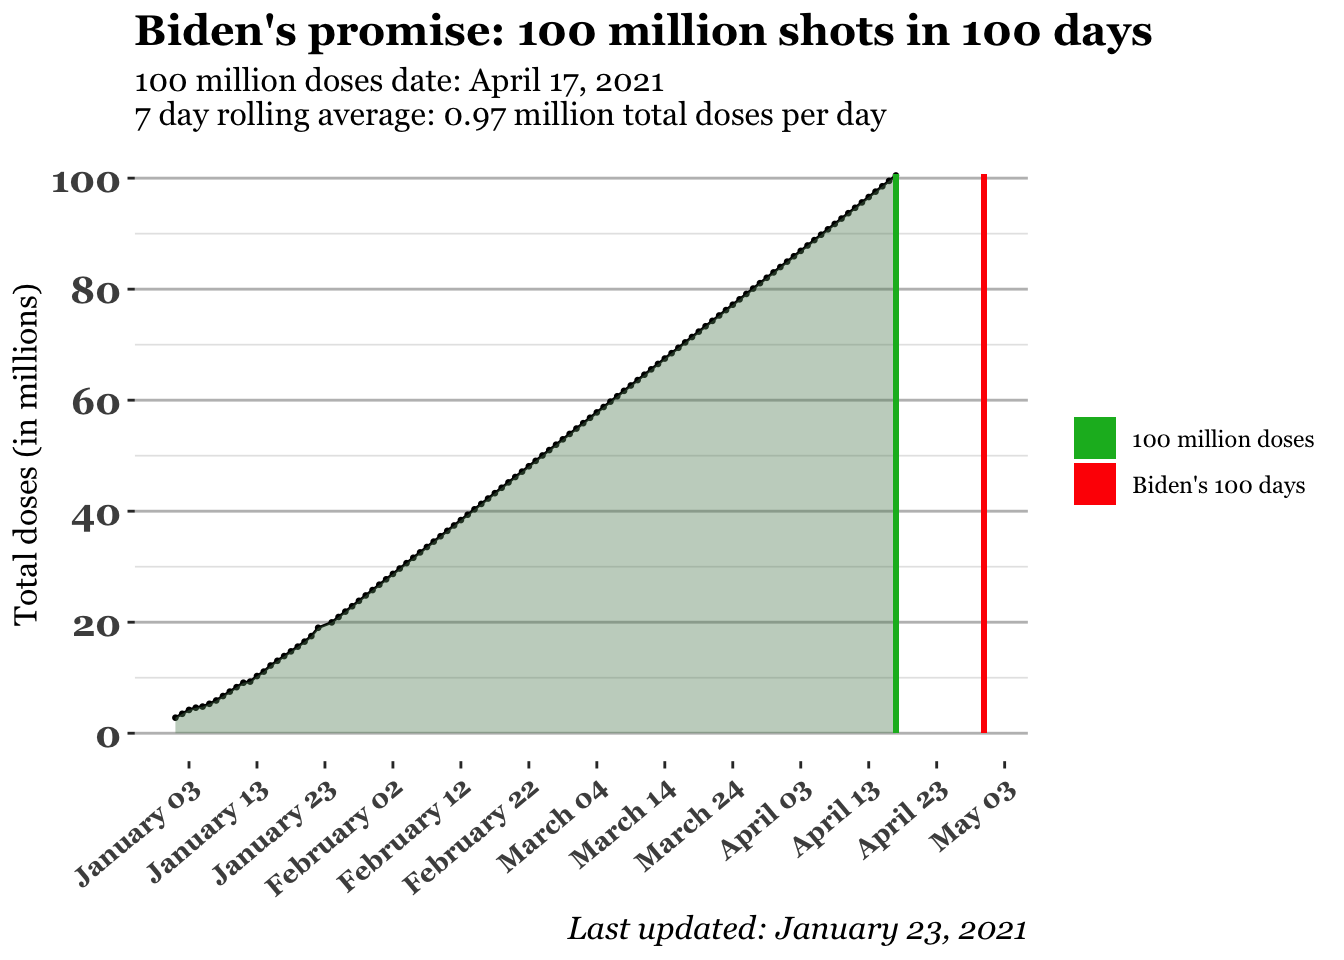 Biden's promise: 100 million shots in 100 days
100 million doses date: April 17, 2021
7 day rolling average: 0.97 million total doses per day
Total doses (in millions)
100
80
60
40
20
0
100 million doses
Biden's 100 days
January 03
January 13
January 23
February 02
February 12
February 22
March 04
March 14
March 24
April 03
April 13
April 23
May 03
Last updated: January 23, 2021